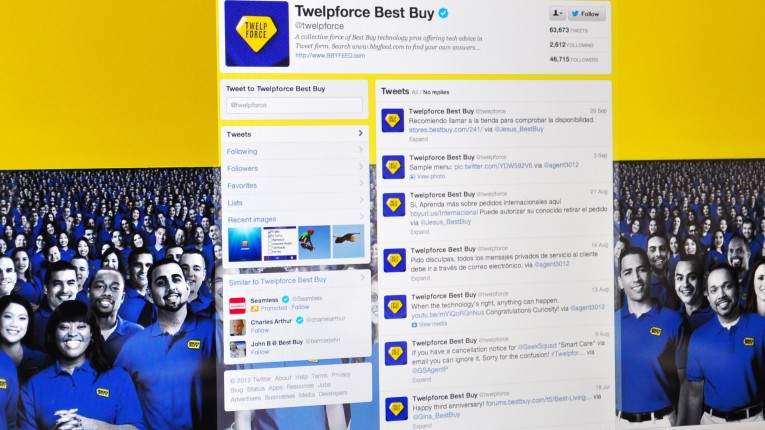 TWELP
FORCE
Twelpforce Best Buy
@twelpforce
A collective force of Best Buy technology pros offering tech advice in
Tweet form. Search www.bbyfeed.com to find your own answers...
http://www.BBYFEED.com
Follow
63,673 TWEETS
2,612 FOLLOWING
46,715 FOLLOWERS
Tweet to Twelpforce Best Buy
@twelpforce
Tweets
Following
Followers
Favorites
Lists
Recent images
Similar to Twelpforce Best Buy
Seamless @Seamless
Promoted · Follow
Charles Arthur @charlesarthur
Follow
John B @ Best Buy @berniejohn
Follow
© 2012 Twitter About Help Terms Privacy
Blog Status Apps Resources Jobs
Advertisers Businesses Media Developers
Tweets All / No replies
Twelpforce Best Buy @twelpforce 29 Sep
Recomiendo llamar a la tienda para comprobar la disponibilidad.
stores.bestbuy.com/241/ via @Jesus_BestBuy
Expand
Twelpforce Best Buy @twelpforce 3 Sep
Sample menu: pic.twitter.com/YDW592V6 via @agent3012
View photo
Twelpforce Best Buy @twelpforce 21 Aug
Si, Aprenda más sobre pedidos internacionales aquí
bbyurl.us/Internacional Puede autorizar su conocido retirar el pedido
via @Jesus_BestBuy
Expand
Twelpforce Best Buy @twelpforce 14 Aug
Pido disculpas, todos los mensajes privados de servicio al cliente
debe ir a través de correo electrónico. via @agent3012
Expand
Twelpforce Best Buy @twelpforce 13 Aug
When the technology's right, anything can happen.
Congratulations Curiosity! via
@agent3012
View media
Twelpforce Best Buy @twelpforce 9 Aug
If you have a cancellation notice for @GeekSquad "Smart Care" via
email you can ignore it. Sorry for the confusion! #Twelpfor... via
@GSAgentP
Expand
Twelpforce Best Buy @twelpforce 18 Jul
Happy third anniversary! forums.bestbuy.com/t5/Best-Living-... via
@Gina_BestBuy
Expand